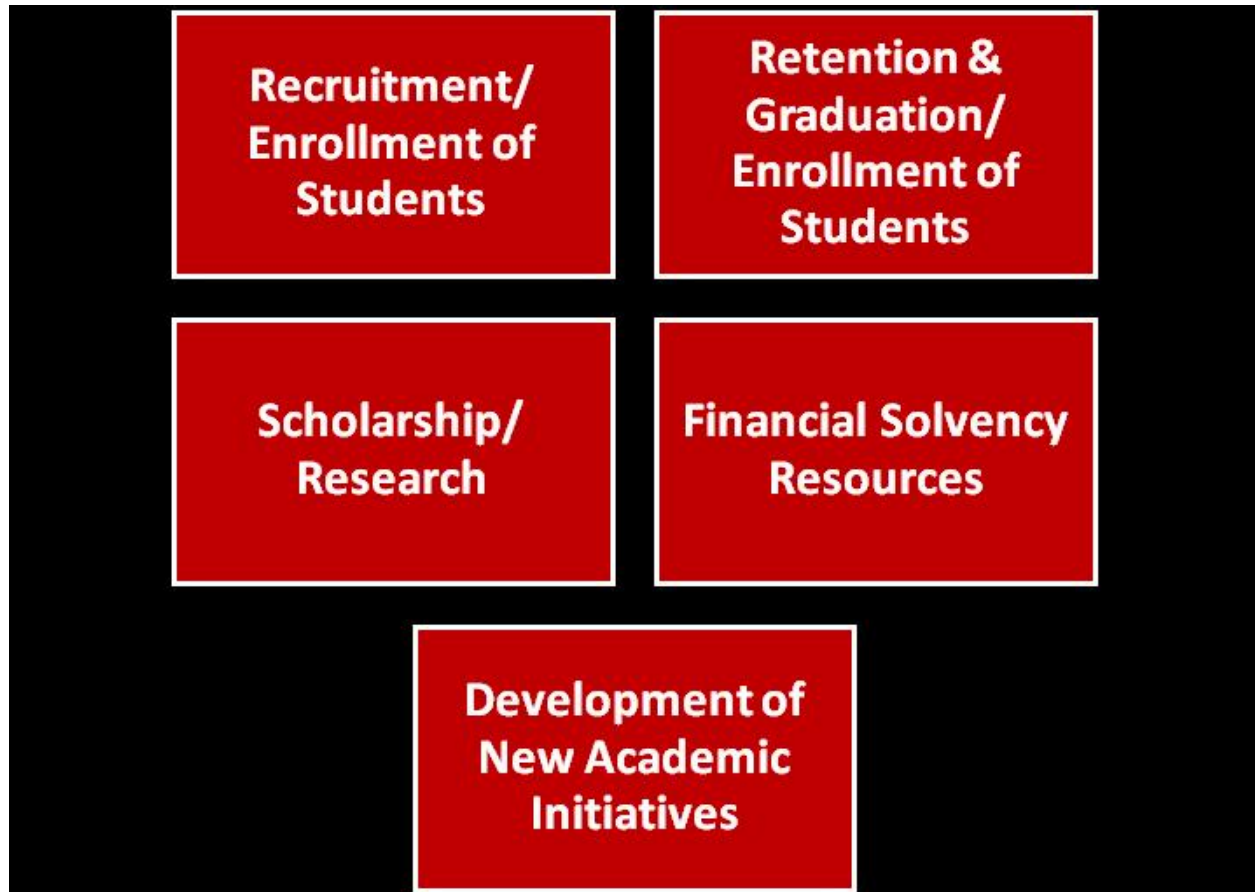 Recruitment/
Enrollment of
Students
Retention &
Graduation/
Enrollment of
Students
Scholarship/
Research
Financial Solvency
Resources
Development of
New Academic
Initiatives